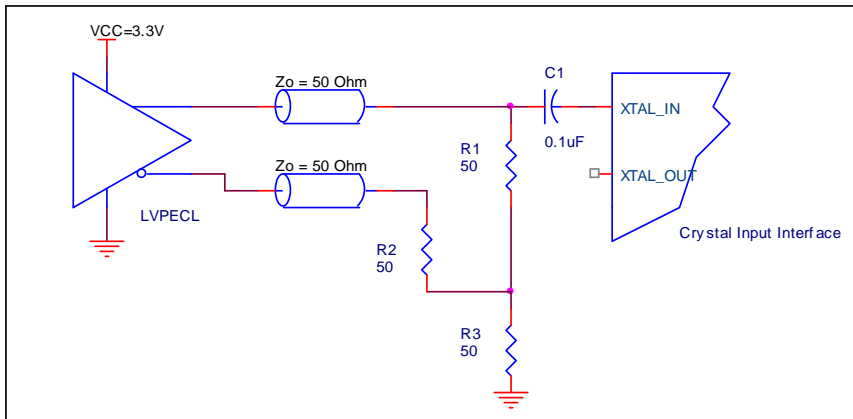 VCC=3.3V
Zo = 50 Ohm
C1
0.1uF
XTAL_IN
R1
50
Zo = 50 Ohm
XTAL_OUT
LVPECL
Crystal Input Interface
R2
50
R3
50